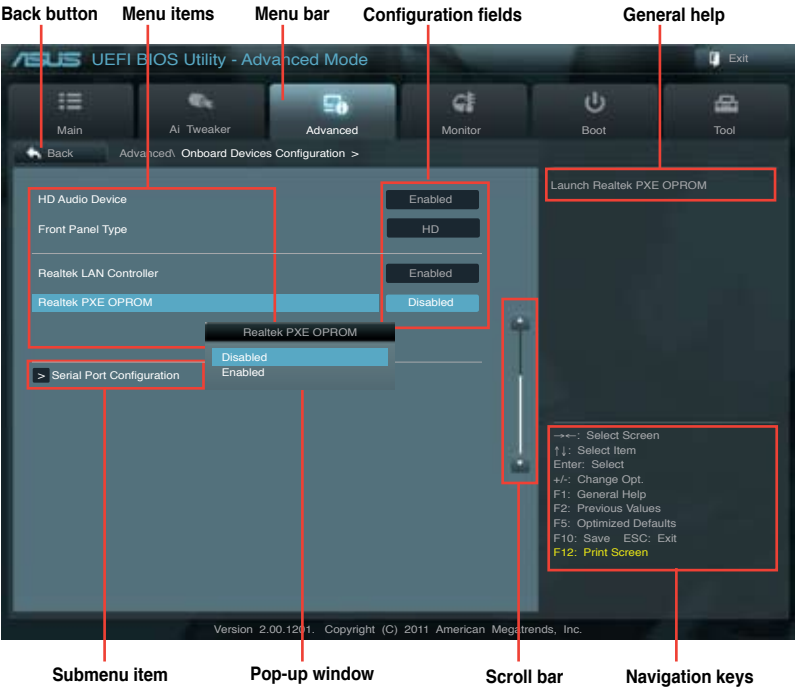 Back button Menu items Menu bar Configuration fields General help
ASUS UEFI BIOS Utility - Advanced Mode Exit
Main Ai Tweaker Advanced Monitor Boot Tool
Back Advanced\ Onboard Devices Configuration >
Launch Realtek PXE OPROM
HD Audio Device Enabled
Front Panel Type HD
Realtek LAN Controller Enabled
Realtek PXE OPROM Disabled
Realtek PXE OPROM
Disabled
Enabled
> Serial Port Configuration
→←: Select Screen
↑↓: Select Item
Enter: Select
+/-: Change Opt.
F1: General Help
F2: Previous Values
F5: Optimized Defaults
F10: Save ESC: Exit
F12: Print Screen
Version 2.00.1201. Copyright (C) 2011 American Megatrends, Inc.
Submenu item Pop-up window Scroll bar Navigation keys